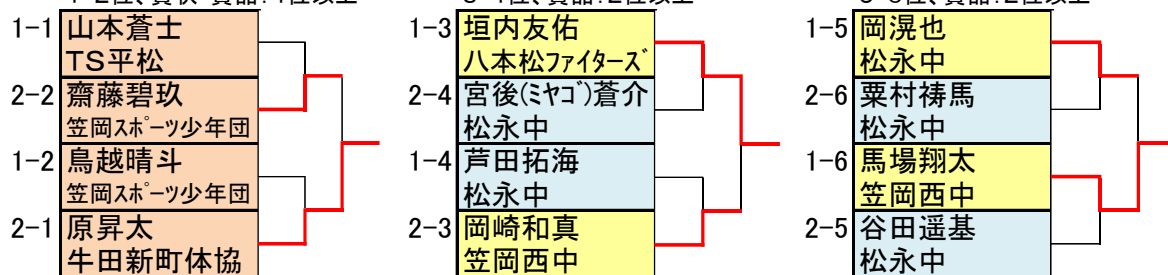 1-1 山本蒼士
TS平松
2-2 齋藤碧玖
笠岡スポーツ少年団
1-2 鳥越晴斗
笠岡スポーツ少年団
2-1 原昇太
牛田新町体協
1-3 垣内友佑
八本松ファイターズ
2-4 宮後(ミヤゴ)蒼介
松永中
1-4 芦田拓海
松永中
2-3 岡崎和真
笠岡西中
1-5 岡滉也
松永中
2-6 粟村祷馬
松永中
1-6 馬場翔太
笠岡西中
2-5 谷田遥基
松永中